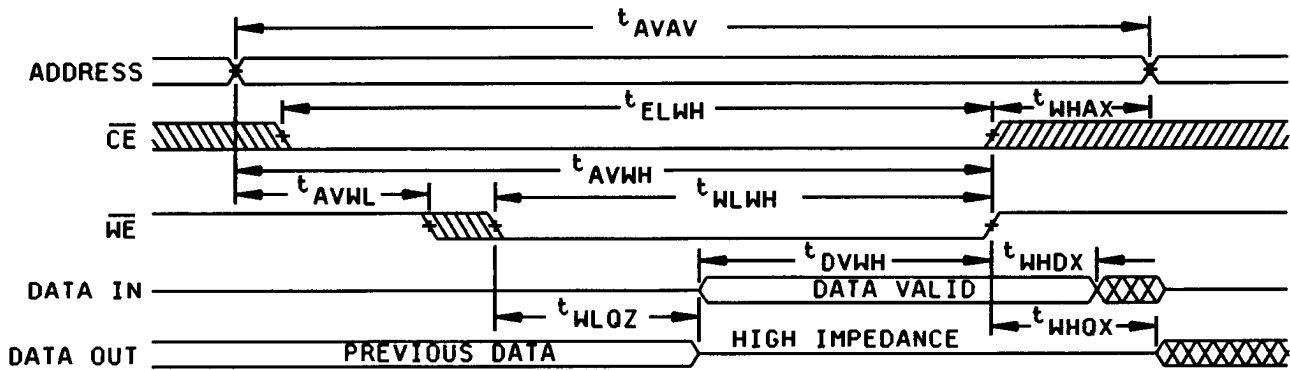 tAVAV
ADDRESS
tELWH
tWHAX
CE
tAVWH
tAVWL
tWLWH
WE
tDVWH
tWHDX
DATA IN
DATA VALID
tWLQZ
tWHQX
DATA OUT
PREVIOUS DATA
HIGH IMPEDANCE